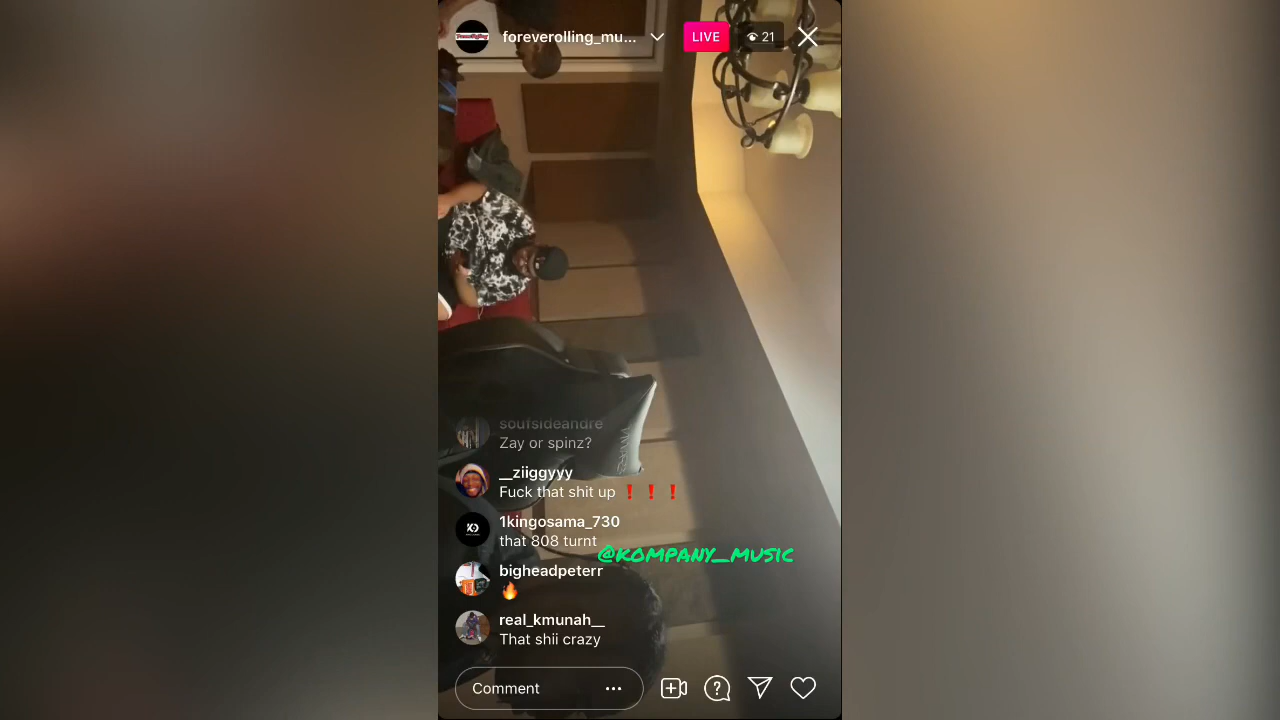 foreverolling_mu...
LIVE
21
soufsideandre
Zay or spinz?
__ziiggyyy
Fuck that shit up ❗❗❗
1kingosama_730
that 808 turnt
@KOMPANY_MUSIC
bigheadpeterr
🔥
real_kmunah__
That shii crazy
Comment